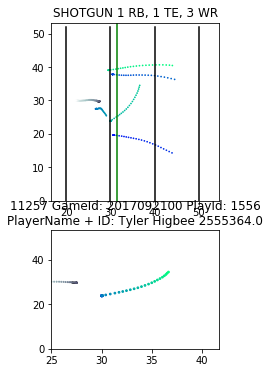 SHOTGUN 1 RB, 1 TE, 3 WR
50
40
30
20
10
0
20 30 40 50
11257 GameId: 2017092100 PlayId: 1556
PlayerName + ID: Tyler Higbee 2555364.0
40
20
0
25 30 35 40